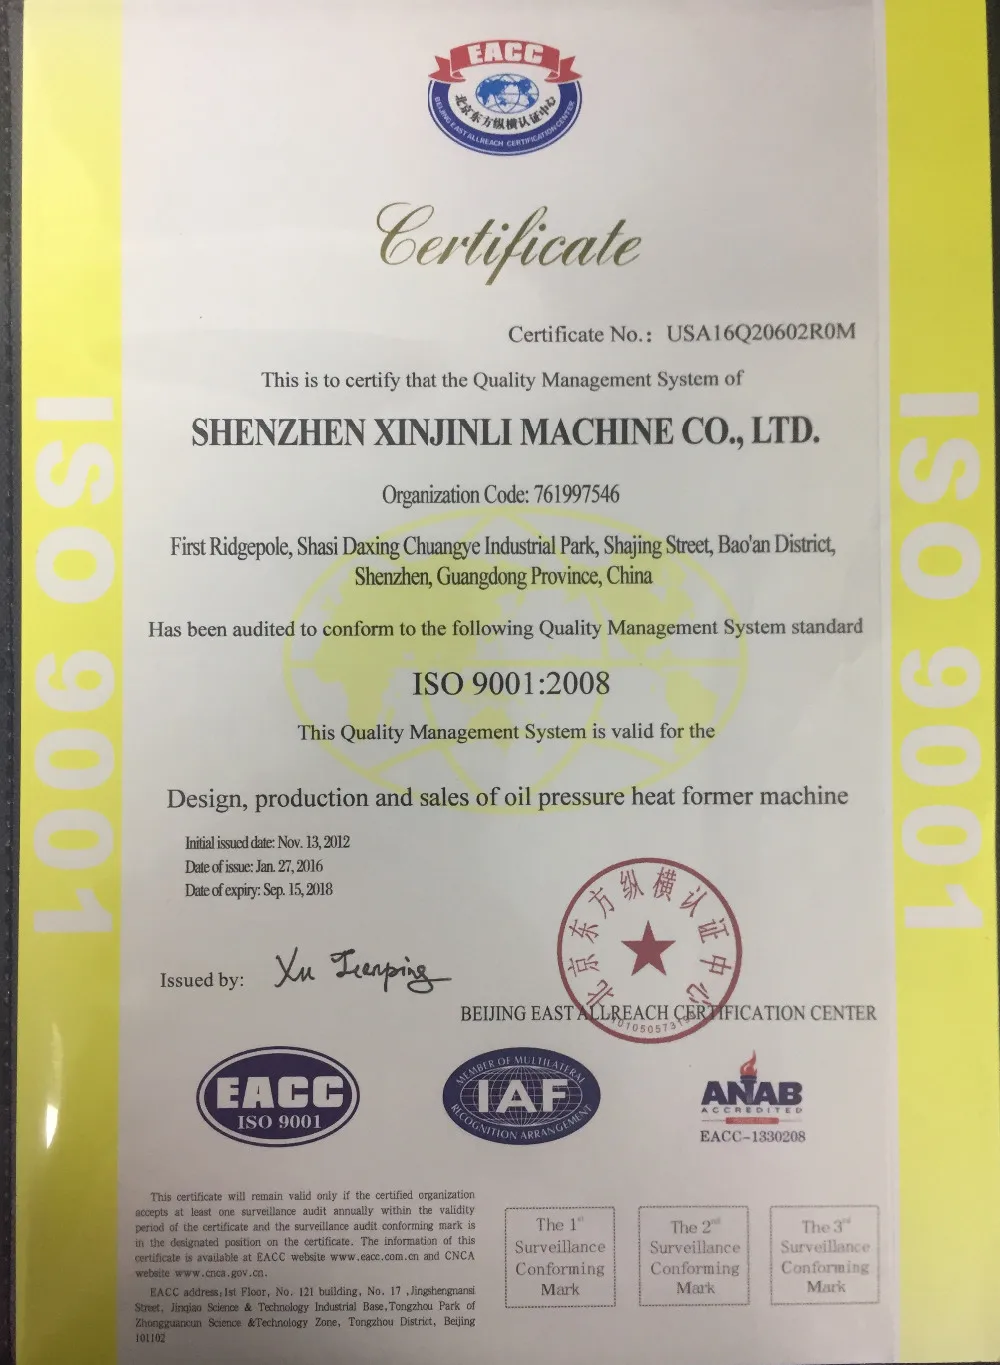 EACC
北京东方纵横认证中心
BEIJING EAST ALLREACH CERTIFICATION CENTER
Certificate
Certificate No.: USA16Q20602R0M
This is to certify that the Quality Management System of
SHENZHEN XINJINLI MACHINE CO., LTD.
Organization Code: 761997546
First Ridgepole, Shasi Daxing Chuangye Industrial Park, Shajing Street, Bao'an District,
Shenzhen, Guangdong Province, China
Has been audited to conform to the following Quality Management System standard
ISO 9001:2008
This Quality Management System is valid for the
Design, production and sales of oil pressure heat former machine
Initial issued date: Nov. 13, 2012
Date of issue: Jan. 27, 2016
Date of expiry: Sep. 15, 2018
ISO 9001
ISO 9001
北京东方纵横认证中心
Issued by:
BEIJING EAST ALLREACH CERTIFICATION CENTER
EACC
ISO 9001
MEMBER OF MULTILATERAL
IAF
RECOGNITION ARRANGEMENT
ANAB
ACCREDITED
EACC-1330208
This certificate will remain valid only if the certified organization
accepts at least one surveillance audit annually within the validity
period of the certificate and the surveillance audit conforming mark is
in the designated position on the certificate. The information of this
certificate is available at EACC website www.eacc.com.cn and CNCA
website www.cnca.gov.cn.
EACC address:1st Floor, No. 121 building, No. 17 ,Jingshengnansi
Street, Jinqiao Science & Technology Industrial Base,Tongzhou Park of
Zhongguancun Science &Technology Zone, Tongzhou District, Beijing
101102
The 1st
Surveillance
Conforming
Mark
The 2nd
Surveillance
Conforming
Mark
The 3rd
Surveillance
Conforming
Mark